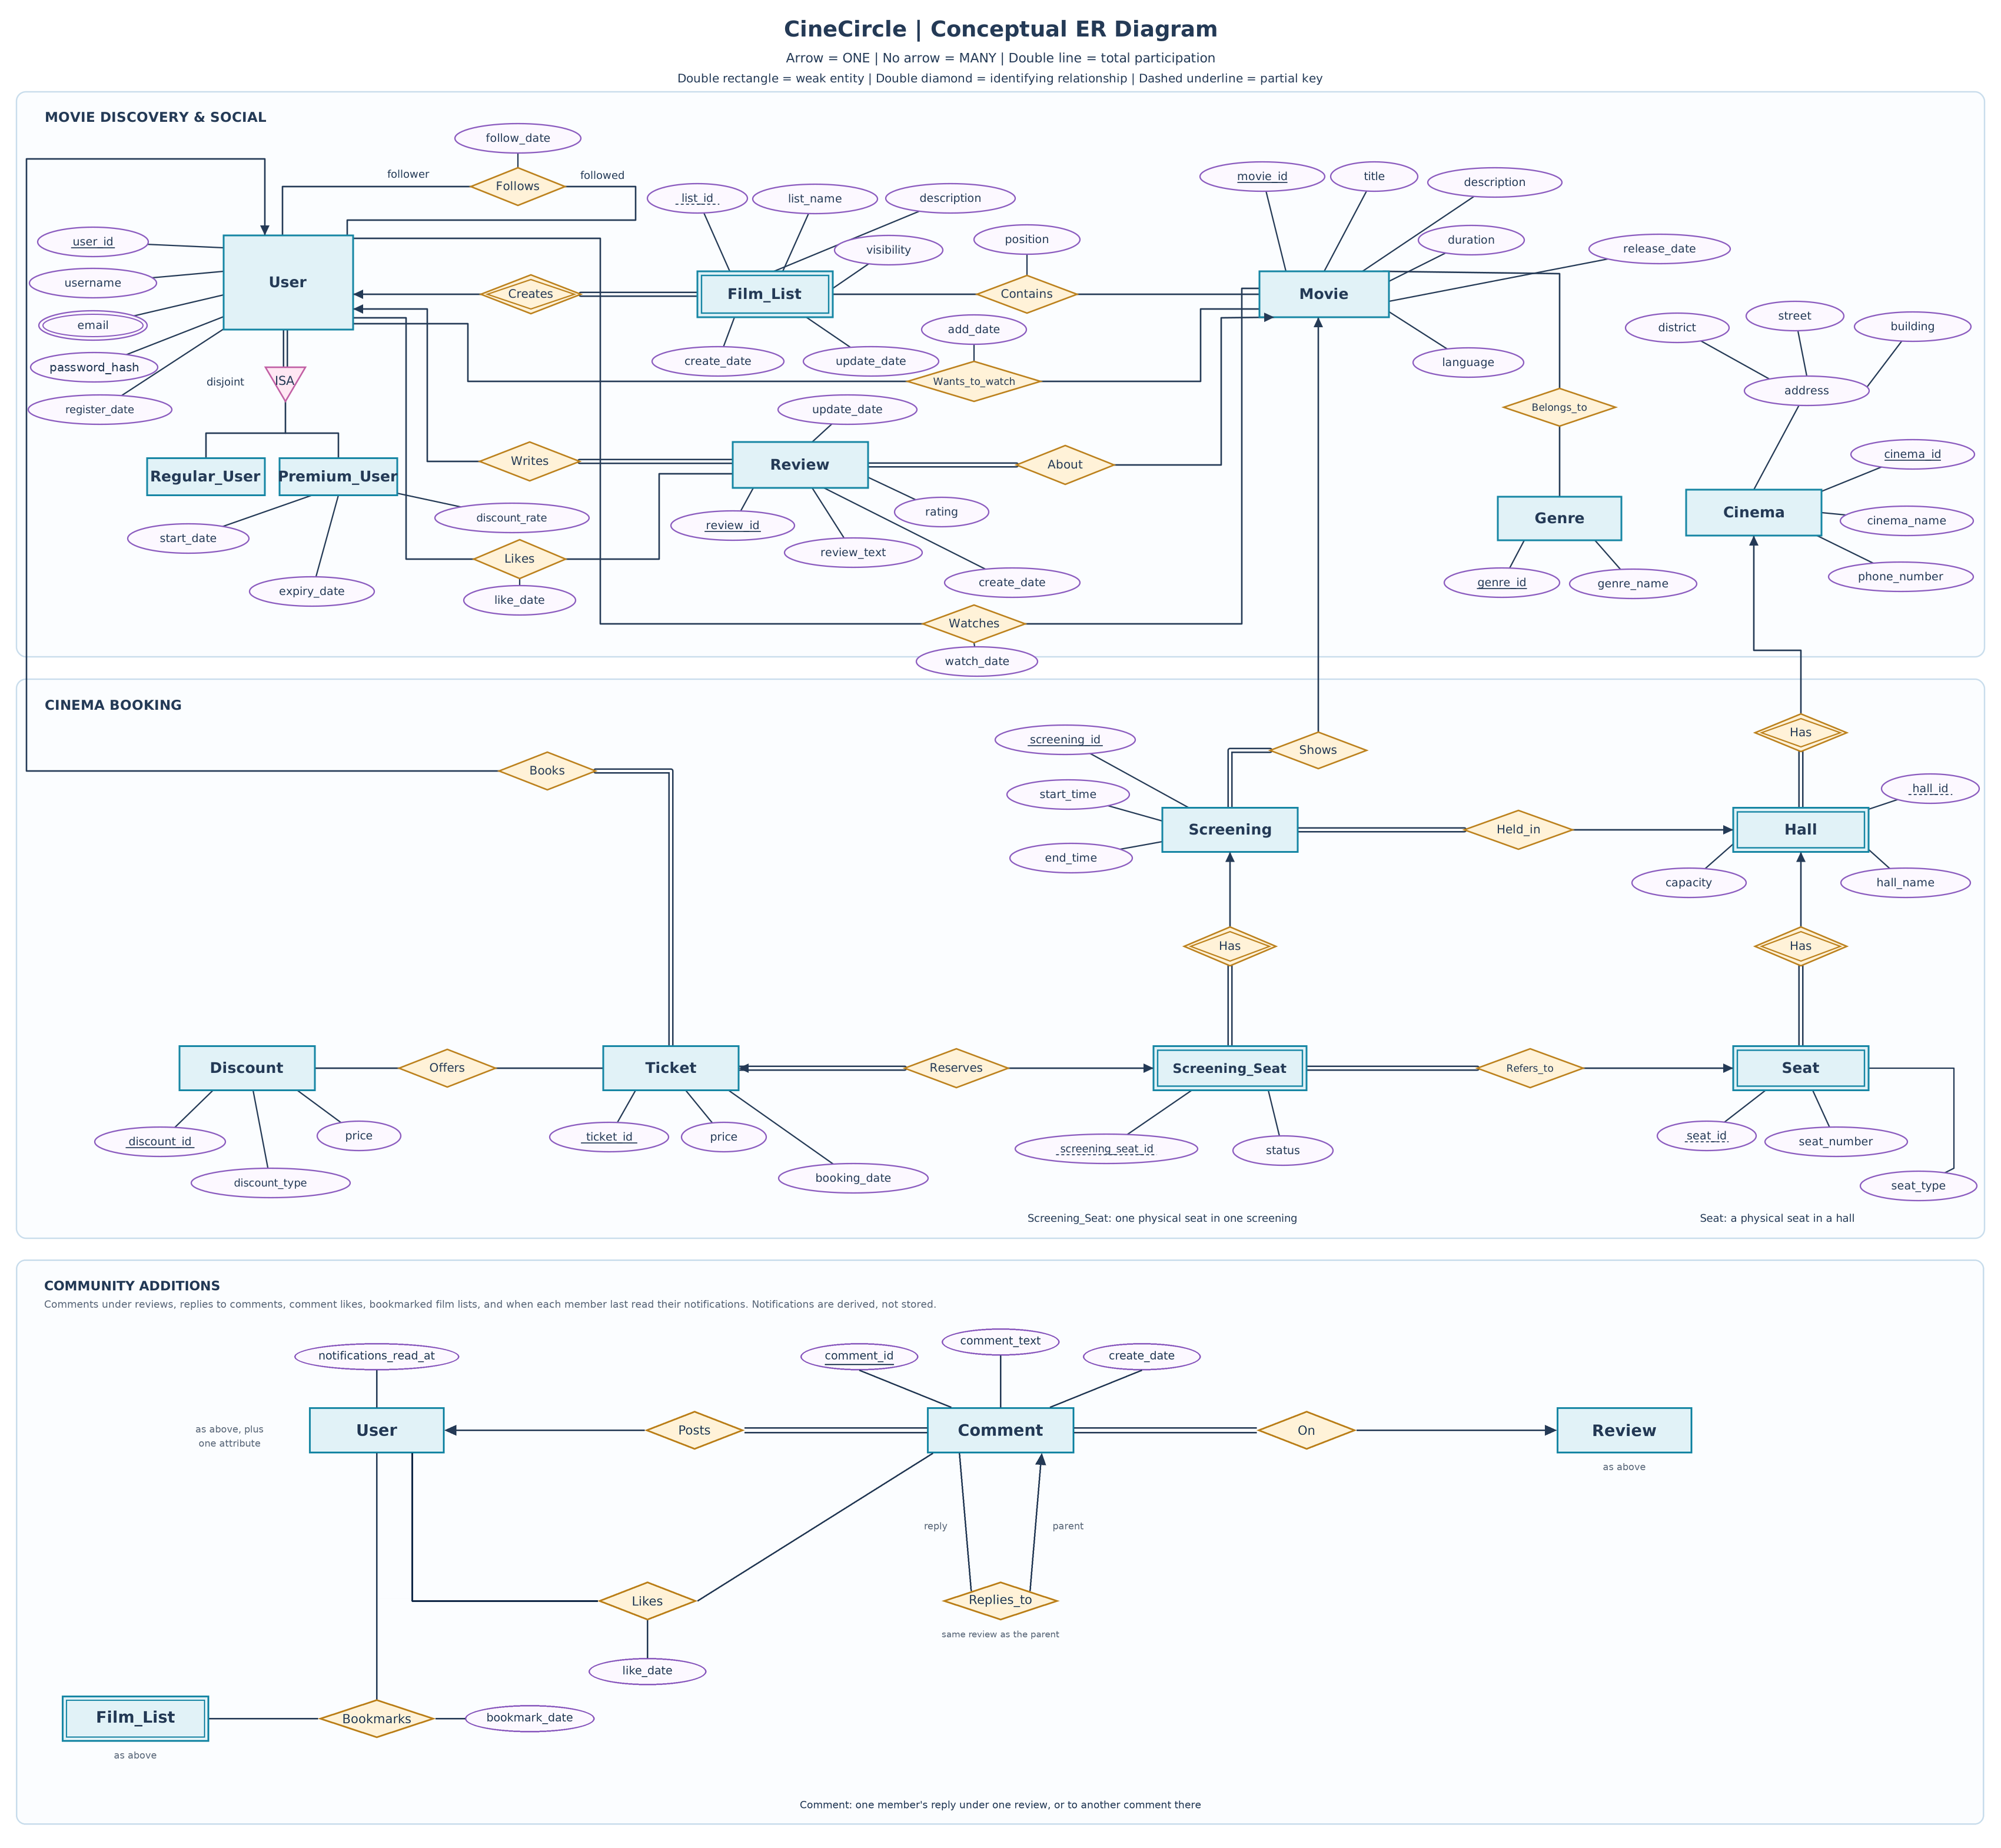 CineCircle | Conceptual ER Diagram
Arrow = ONE | No arrow = MANY | Double line = total participation
Double rectangle = weak entity | Double diamond = identifying relationship | Dashed underline = partial key
MOVIE DISCOVERY & SOCIAL
follow_date
follower
Follows
followed
list_id
list_name
description
visibility
position
movie_id
title
description
duration
release_date
user_id
username
email
password_hash
register_date
User
Creates
Film_List
Contains
Movie
create_date
update_date
add_date
Wants_to_watch
language
district
street
building
address
disjoint
ISA
Regular_User
Premium_User
start_date
expiry_date
discount_rate
Writes
update_date
Review
About
review_id
review_text
rating
create_date
Likes
like_date
Watches
watch_date
Belongs_to
Genre
genre_id
genre_name
Cinema
cinema_id
cinema_name
phone_number
CINEMA BOOKING
Books
screening_id
start_time
end_time
Shows
Screening
Held_in
Has
Hall
hall_id
capacity
hall_name
Has
Has
Discount
Offers
Ticket
Reserves
Screening_Seat
Refers_to
Seat
discount_id
discount_type
price
ticket_id
price
booking_date
screening_seat_id
status
seat_id
seat_number
seat_type
Screening_Seat: one physical seat in one screening
Seat: a physical seat in a hall
COMMUNITY ADDITIONS
Comments under reviews, replies to comments, comment likes, bookmarked film lists, and when each member last read their notifications. Notifications are derived, not stored.
notifications_read_at
comment_id
comment_text
create_date
as above, plus
one attribute
User
Posts
Comment
On
Review
as above
reply
parent
Likes
Replies_to
same review as the parent
like_date
Film_List
Bookmarks
bookmark_date
as above
Comment: one member's reply under one review, or to another comment there